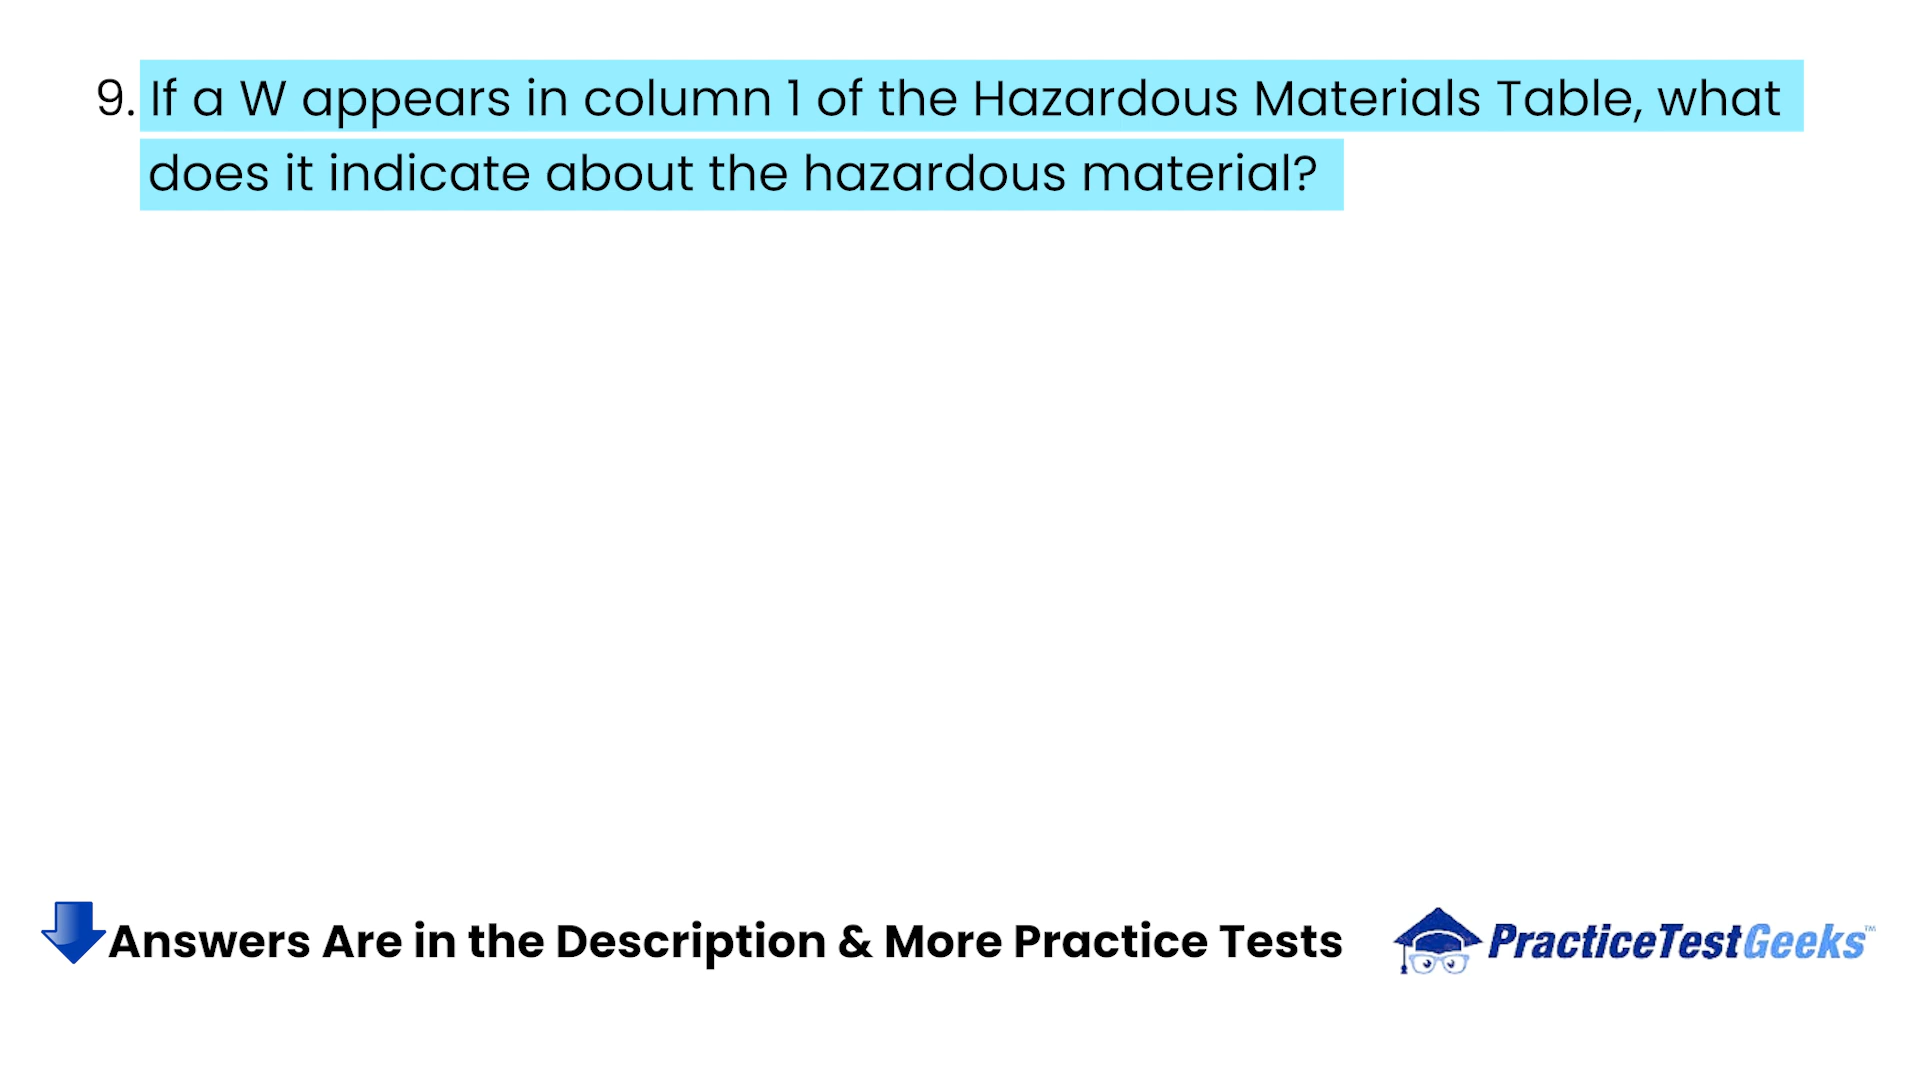 9. If a W appears in column 1 of the Hazardous Materials Table, what
does it indicate about the hazardous material?
Answers Are in the Description & More Practice Tests
PracticeTestGeeks™